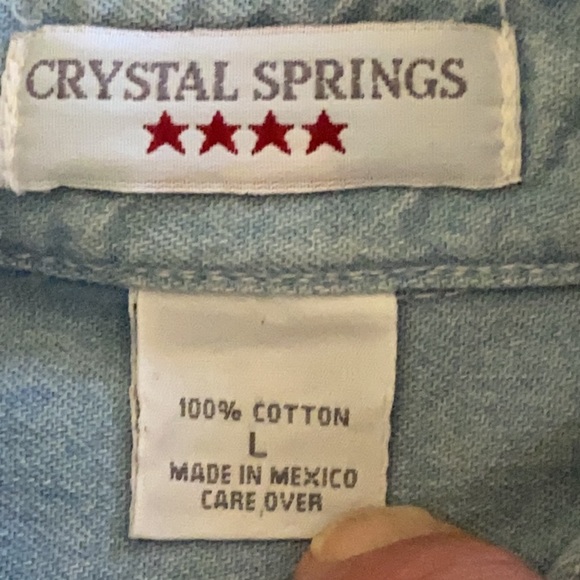 CRYSTAL SPRINGS
100% COTTON
L
MADE IN MEXICO
CARE OVER